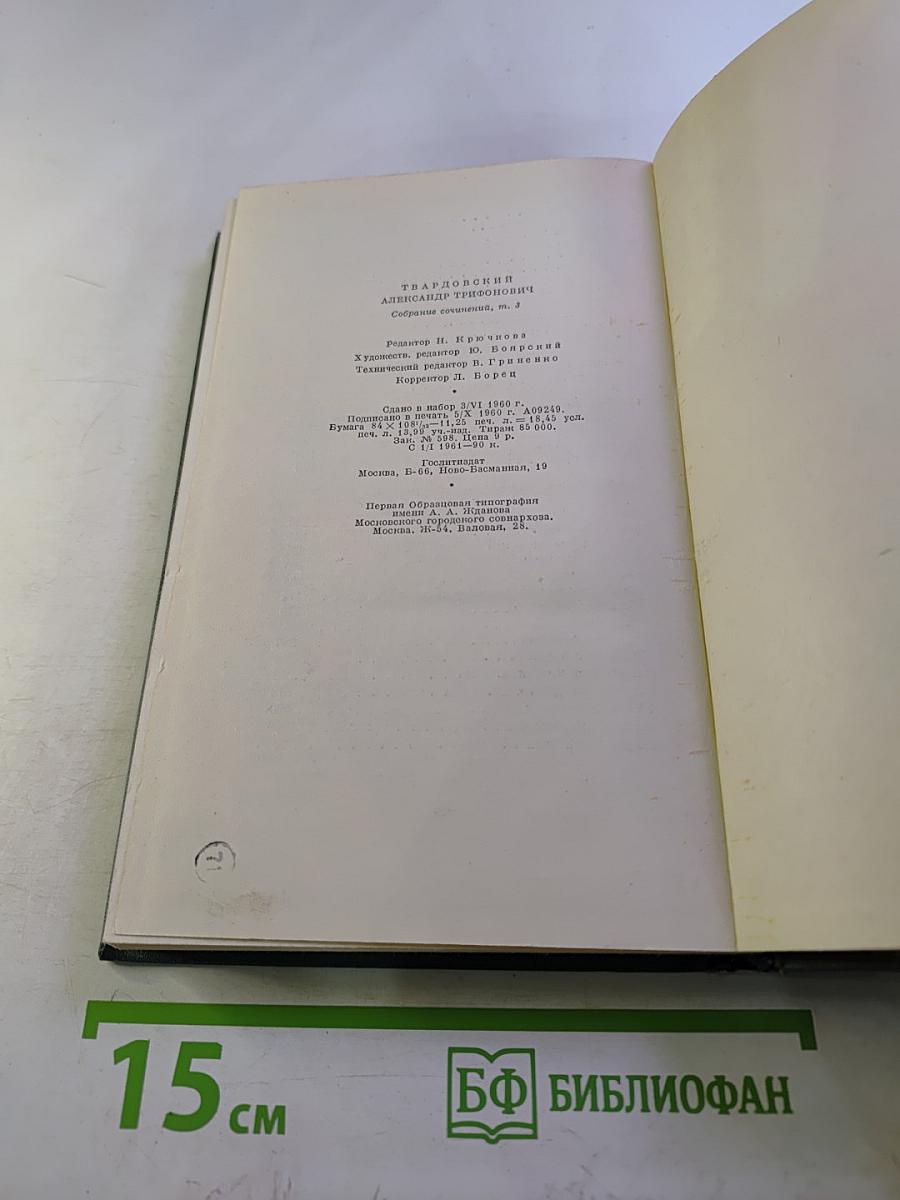 ТВАРДОВСКИЙ
АЛЕКСАНДР ТРИФОНОВИЧ
Собрание сочинений, т. 3
Редактор Н. Крючкова
Художеств. редактор Ю. Боярский
Технический редактор В. Гриненко
Корректор Л. Борец
Сдано в набор 3/VI 1960 г.
Подписано в печать 5/X 1960 г. А09249.
Бумага 84 × 108¹/₃₂—11,25 печ. л. = 18,45 усл.
печ. л. 13,99 уч.-изд. Тираж 85 000.
Зак. № 598. Цена 9 р.
С 1/I 1961—90 к.
Гослитиздат
Москва, Б-66, Ново-Басманная, 19
Первая Образцовая типография
имени А. А. Жданова
Московского городского совнархоза.
Москва, Ж-54, Валовая, 28.
71
15 см
БФ БИБЛИОФАН